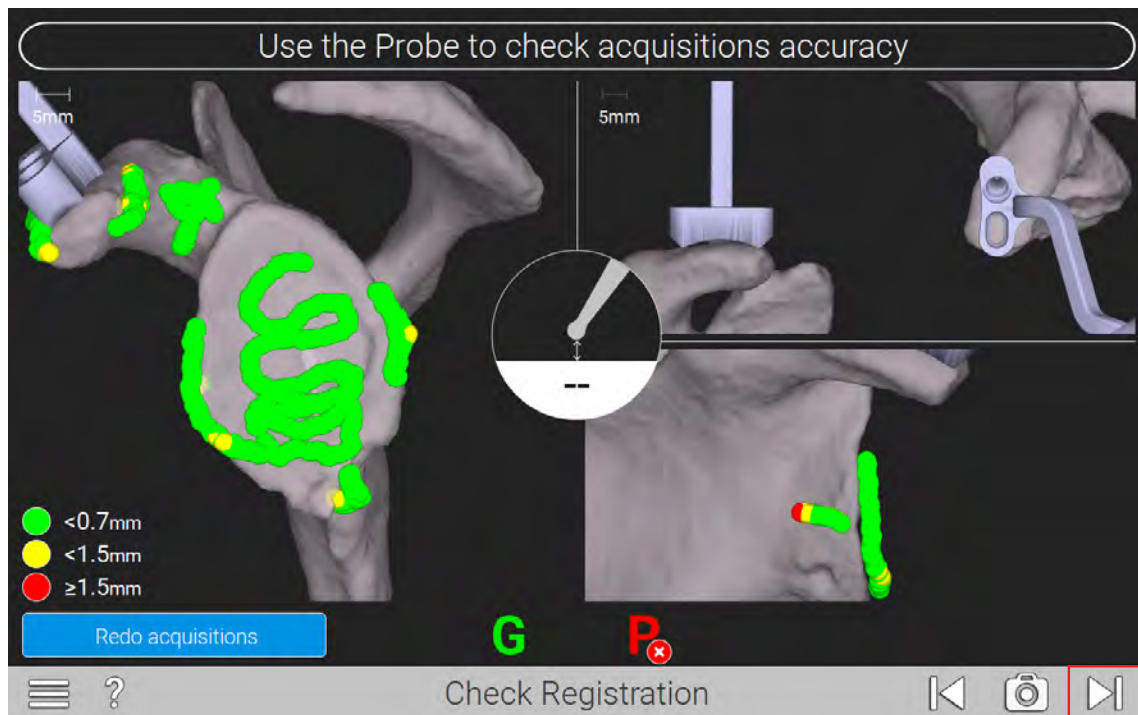 Use the Probe to check acquisitions accuracy
5mm
5mm
--
<0.7mm
<1.5mm
≥1.5mm
Redo acquisitions
G
P
?
Check Registration